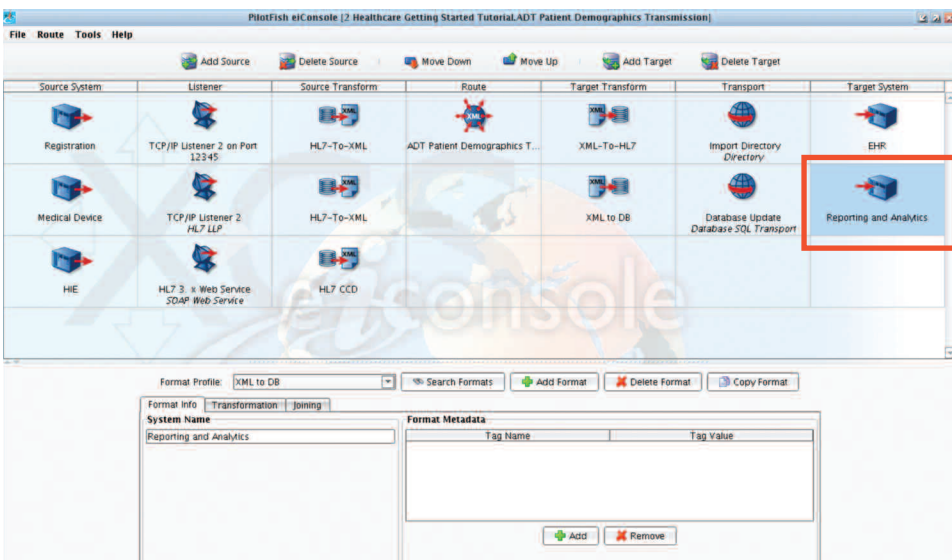 PilotFish eiConsole [2 Healthcare Getting Started Tutorial.ADT Patient Demographics Transmission]
File Route Tools Help
Add Source Delete Source Move Down Move Up Add Target Delete Target
Source System Listener Source Transform Route Target Transform Transport Target System
Registration TCP/IP Listener 2 on Port HL7-To-XML ADT Patient Demographics T... XML-To-HL7 Import Directory EHR
12345 Directory
Medical Device TCP/IP Listener 2 HL7-To-XML XML to DB Database Update Reporting and Analytics
HL7 LLP Database SQL Transport
HIE HL7 3. x Web Service HL7 CCD
SOAP Web Service
eiconsole
Format Profile: XML to DB Search Formats Add Format Delete Format Copy Format
Format Info Transformation Joining
System Name Format Metadata
Reporting and Analytics Tag Name Tag Value
Add Remove